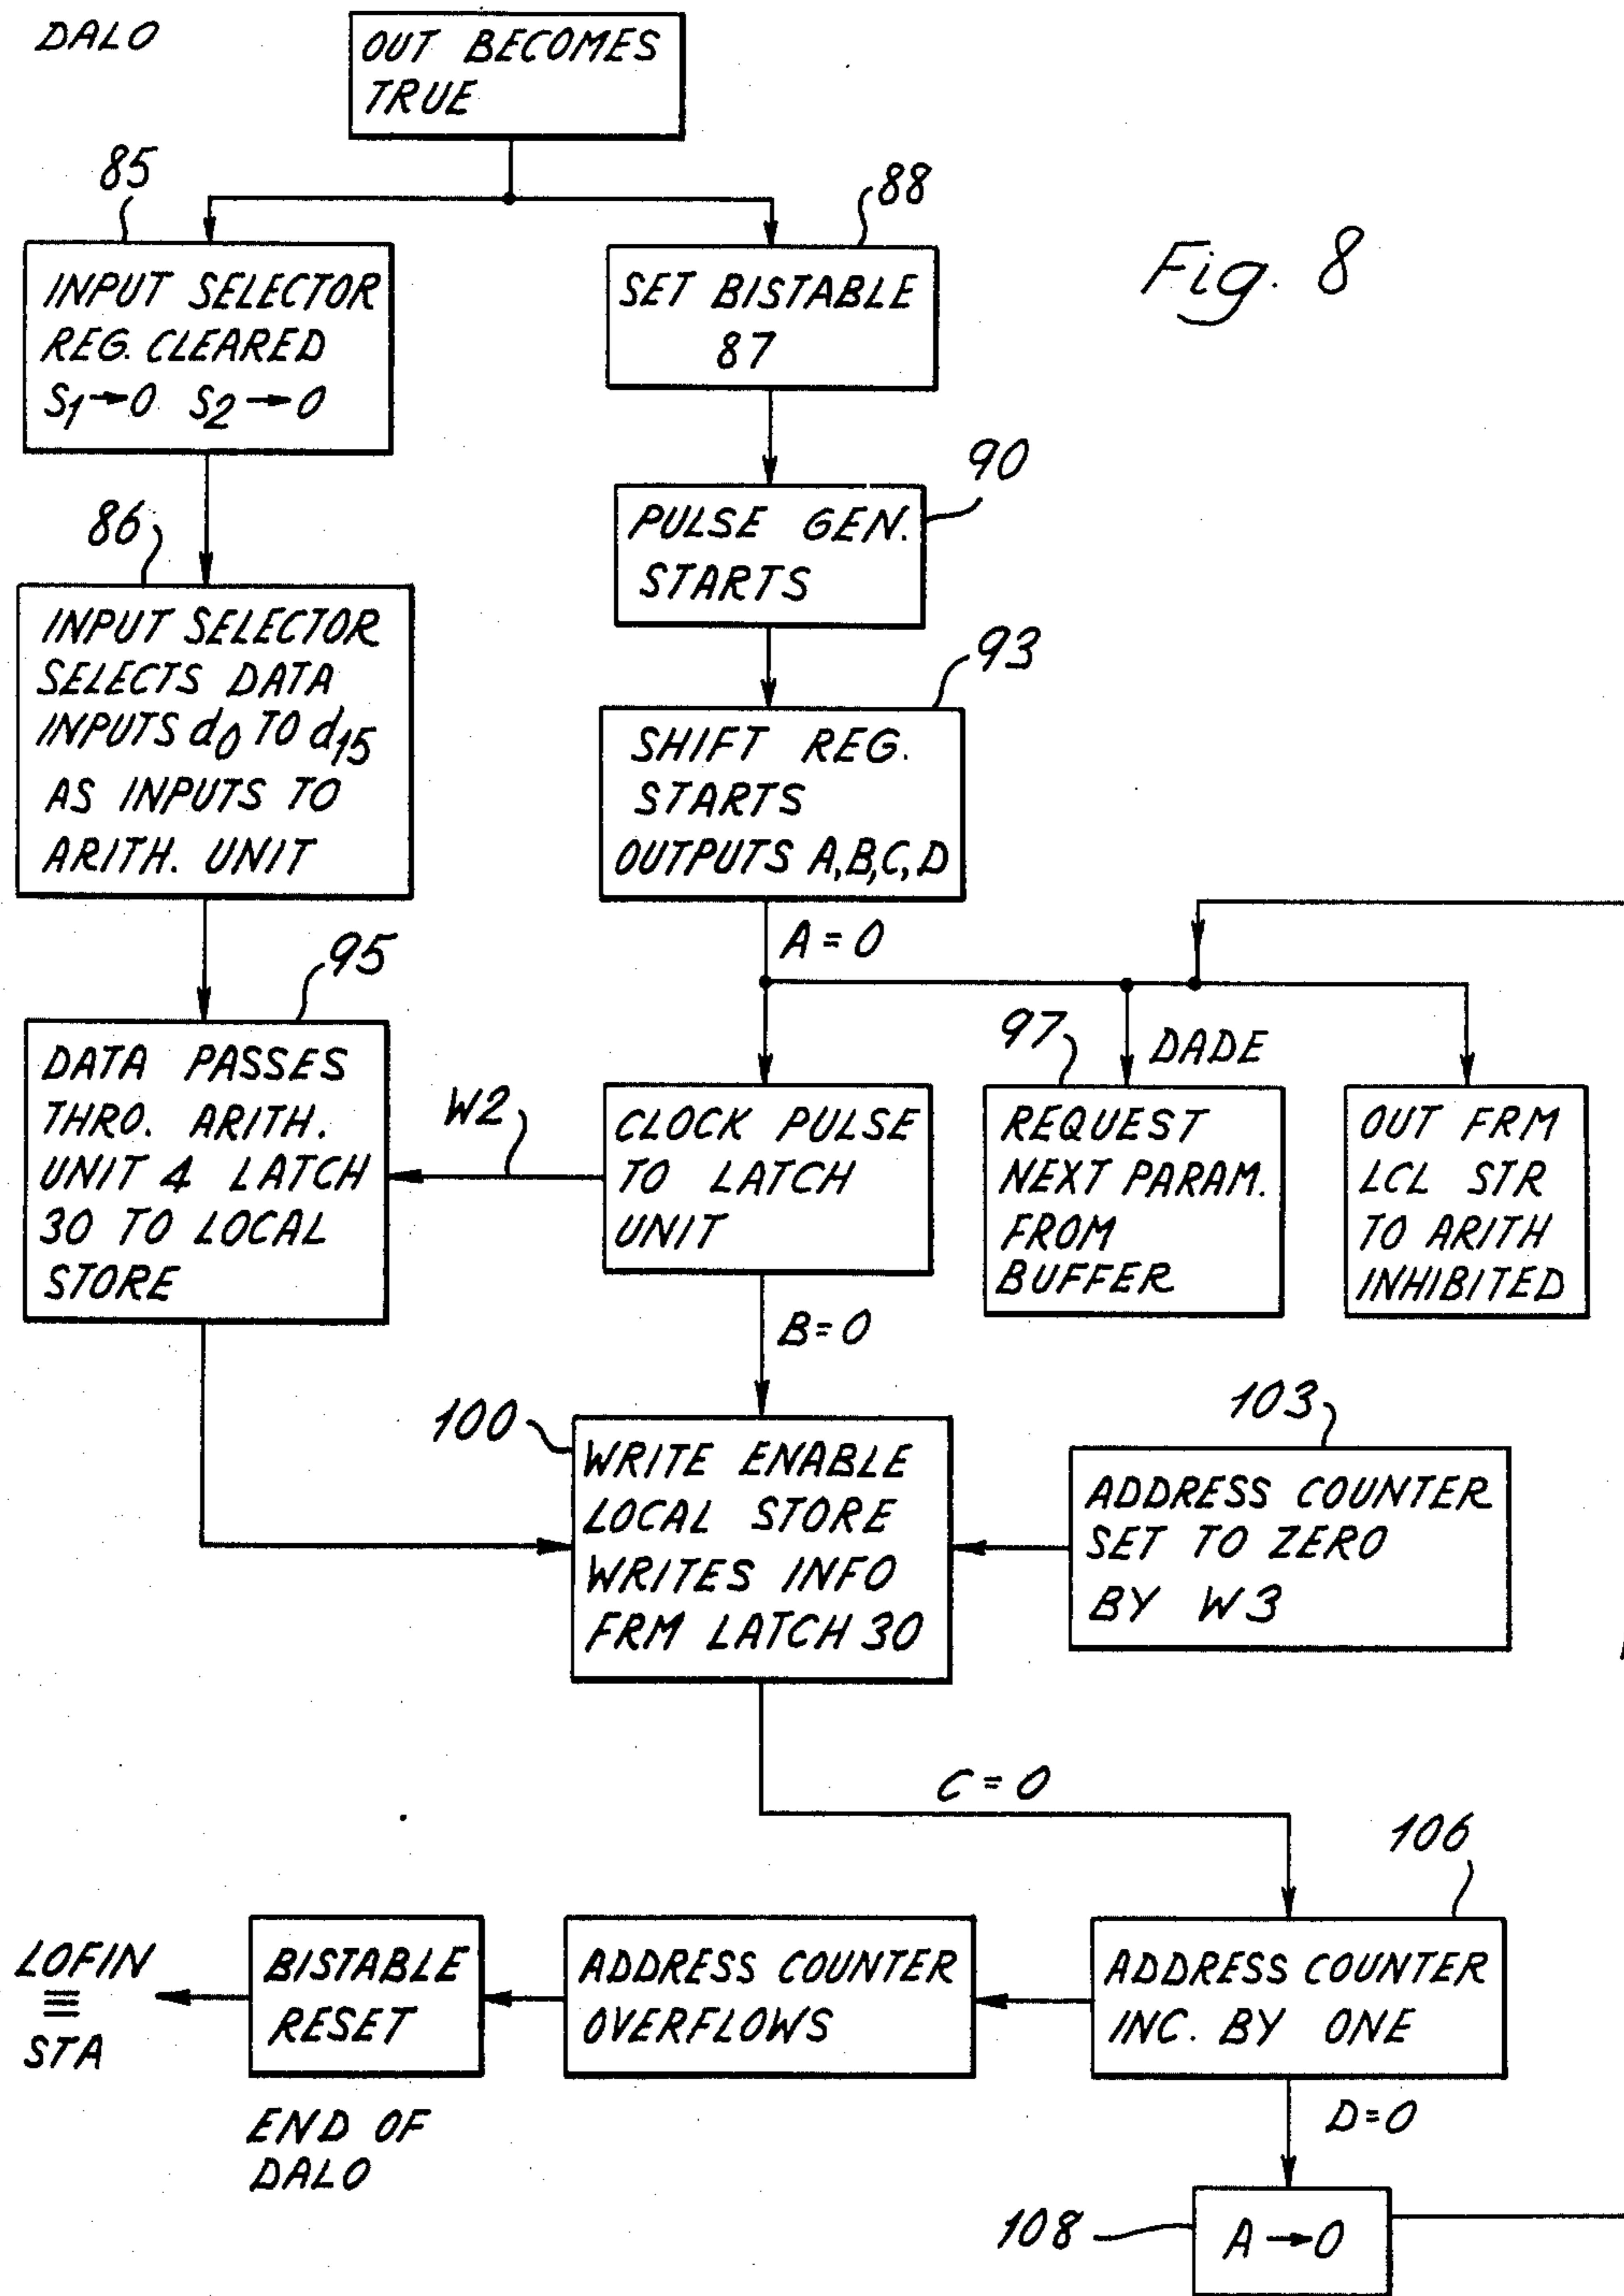 DALO
OUT BECOMES
TRUE
85
88
INPUT SELECTOR
REG. CLEARED
S1→0 S2→0
SET BISTABLE
87
Fig. 8
90
86
PULSE GEN.
STARTS
INPUT SELECTOR
SELECTS DATA
INPUTS d0 TO d15
AS INPUTS TO
ARITH. UNIT
93
SHIFT REG.
STARTS
OUTPUTS A,B,C,D
A=0
95
DATA PASSES
THRO. ARITH.
UNIT 4 LATCH
30 TO LOCAL
STORE
W2
CLOCK PULSE
TO LATCH
UNIT
97
DADE
REQUEST
NEXT PARAM.
FROM
BUFFER
OUT FRM
LCL STR
TO ARITH
INHIBITED
B=0
100
WRITE ENABLE
LOCAL STORE
WRITES INFO
FRM LATCH 30
103
ADDRESS COUNTER
SET TO ZERO
BY W3
C=0
106
LOFIN
≡
STA
BISTABLE
RESET
ADDRESS COUNTER
OVERFLOWS
ADDRESS COUNTER
INC. BY ONE
END OF
DALO
D=0
108
A→0